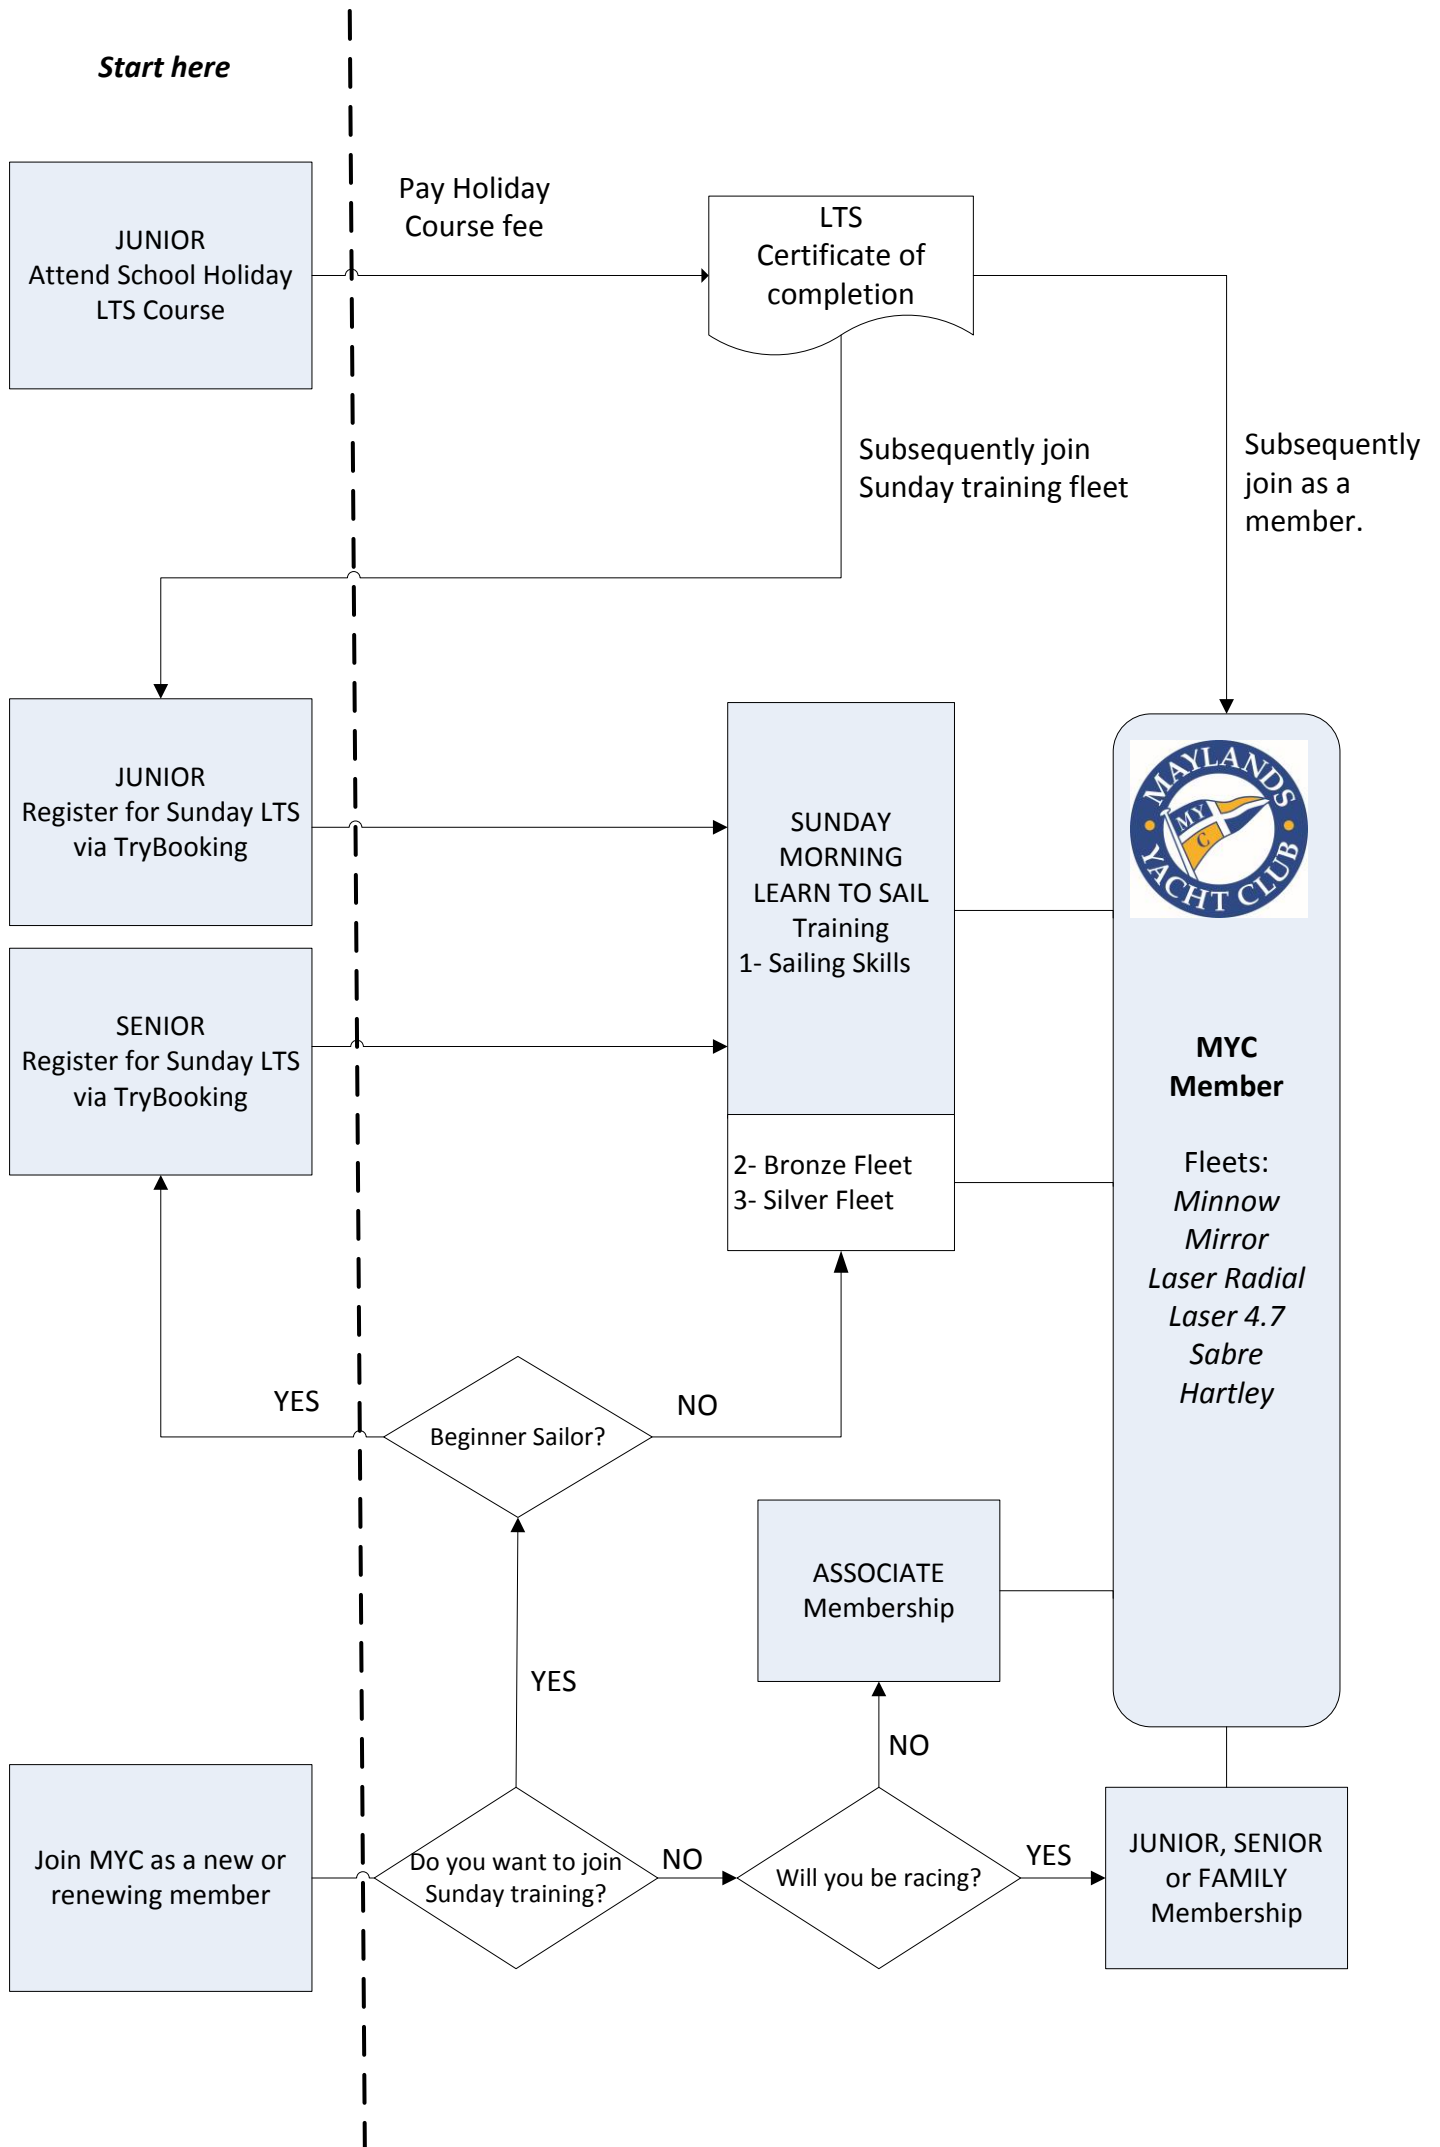 Start here
JUNIOR
Attend School Holiday
LTS Course
Pay Holiday
Course fee
LTS
Certificate of
completion
Subsequently join
Sunday training fleet
Subsequently
join as a
member.
JUNIOR
Register for Sunday LTS
via TryBooking
SENIOR
Register for Sunday LTS
via TryBooking
SUNDAY
MORNING
LEARN TO SAIL
Training
1- Sailing Skills
2- Bronze Fleet
3- Silver Fleet
MAYLANDS
YACHT CLUB
MY
C
MYC
Member
Fleets:
Minnow
Mirror
Laser Radial
Laser 4.7
Sabre
Hartley
YES
Beginner Sailor?
NO
ASSOCIATE
Membership
YES
NO
Join MYC as a new or
renewing member
Do you want to join
Sunday training?
NO
Will you be racing?
YES
JUNIOR, SENIOR
or FAMILY
Membership